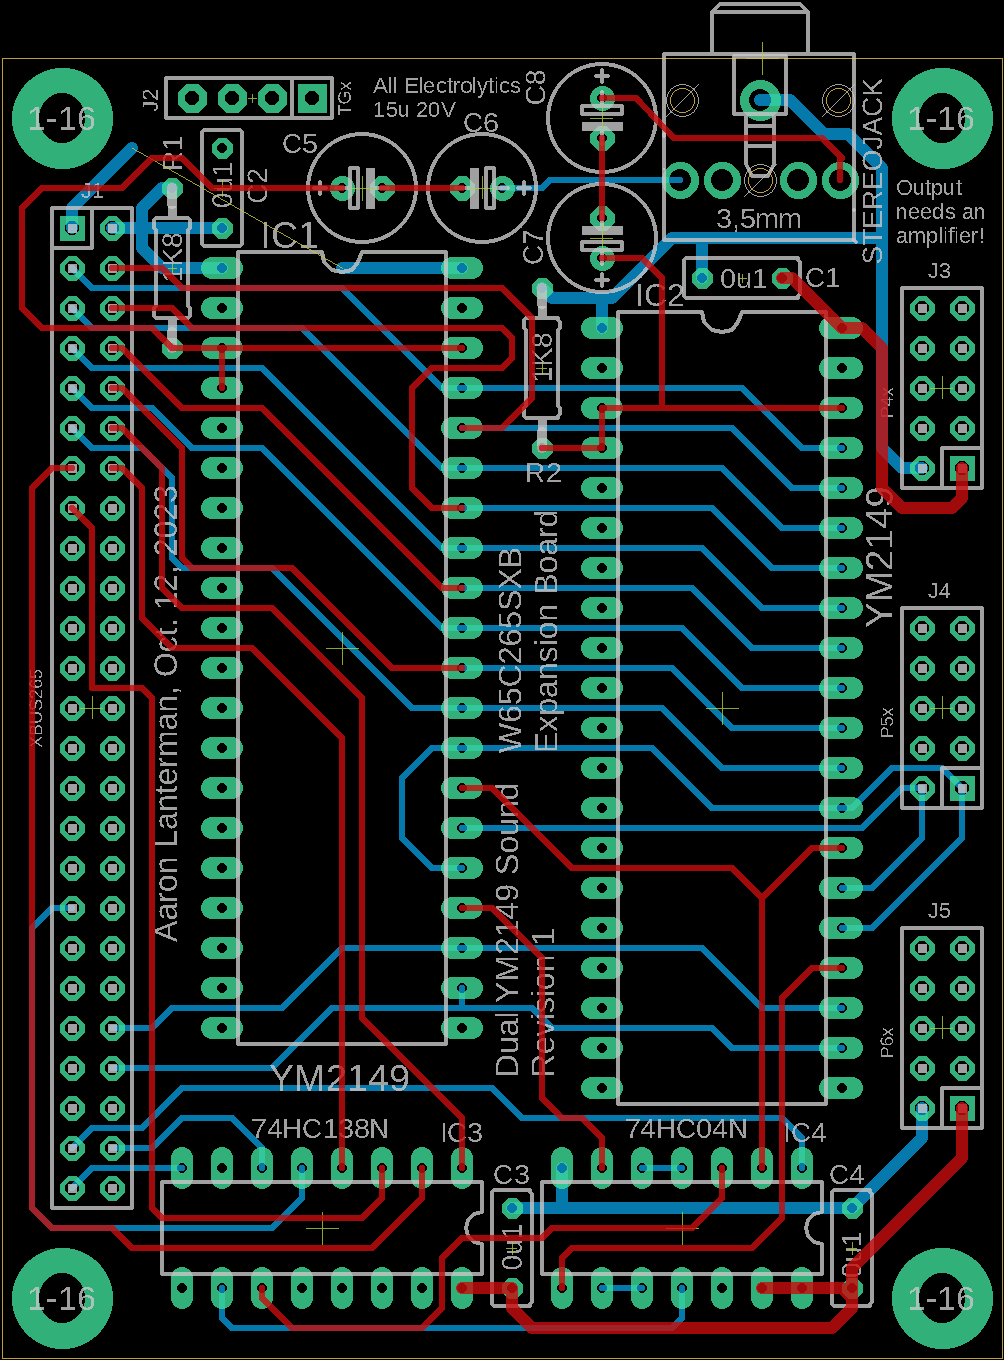 1-16
J2
TGx
All Electrolytics
15u 20V
C8
1-16
C5
C6
R1
0u1
C2
STEREOJACK
Output
needs an
amplifier!
3,5mm
J1
IC1
1K8
C7
IC2
0u1
C1
J3
1K8
P4x
R2
YM2149
J4
P5x
XBUS265
Aaron Lanterman, Oct. 12, 2023
W65C265SXB
Expansion Board
Dual YM2149 Sound
Revision 1
J5
P6x
YM2149
74HC138N
IC3
74HC04N
IC4
C3
C4
0u1
0u1
1-16
1-16